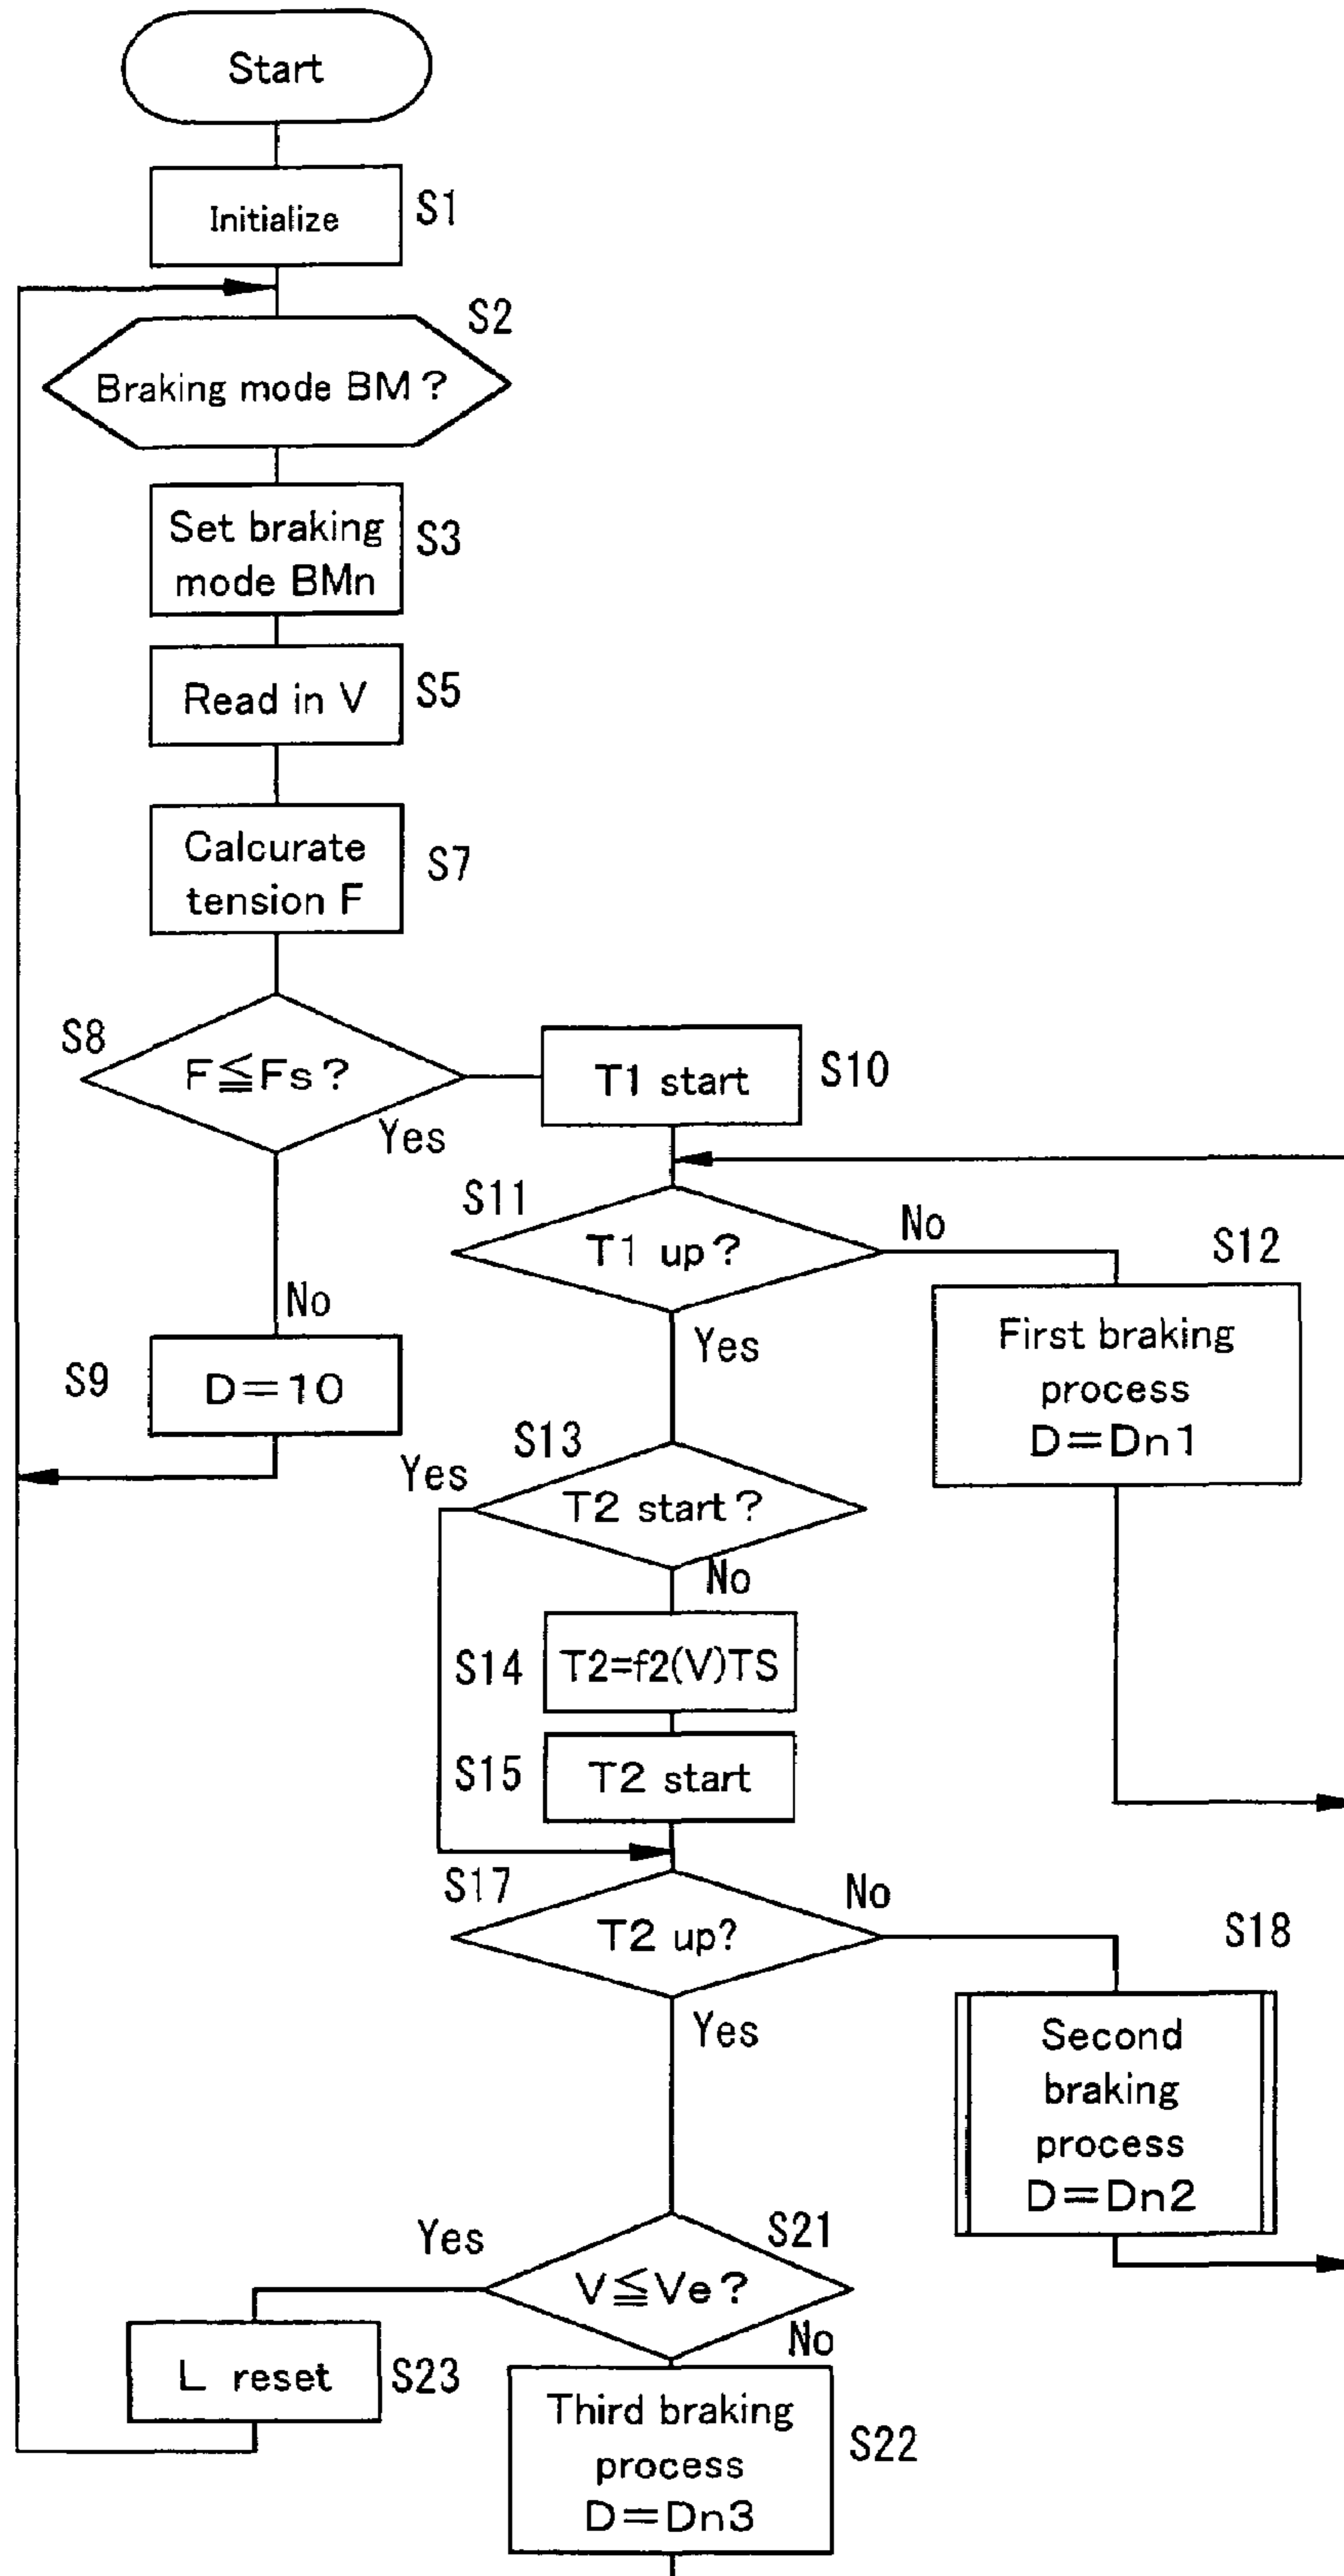 Start
Initialize
S1
S2
Braking mode BM?
Set braking
mode BMn
S3
Read in V
S5
Calcurate
tension F
S7
S8
F≦Fs?
Yes
No
T1 start
S10
S11
T1 up?
No
Yes
S12
First braking
process
D=Dn1
S9
D=10
S13
Yes
T2 start?
No
S14
T2=f2(V)TS
S15
T2 start
S17
T2 up?
No
Yes
S18
Second
braking
process
D=Dn2
S21
Yes
V≦Ve?
No
L reset
S23
Third braking
process
D=Dn3
S22